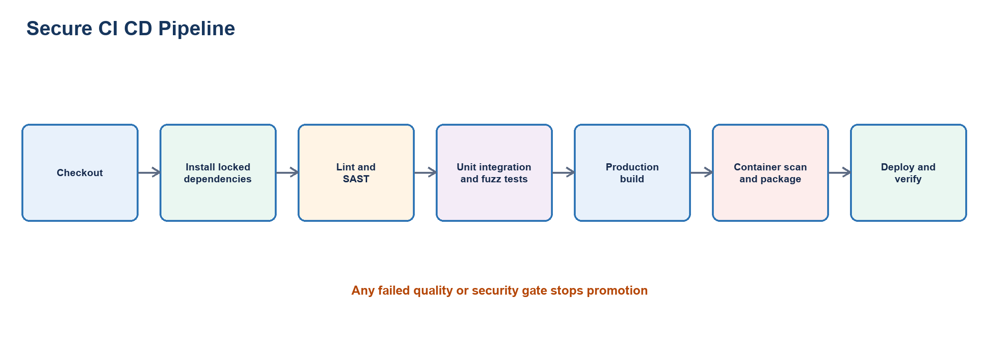 Secure CI CD Pipeline
Checkout
Install locked
dependencies
Lint and
SAST
Unit integration
and fuzz tests
Production
build
Container scan
and package
Deploy and
verify
Any failed quality or security gate stops promotion